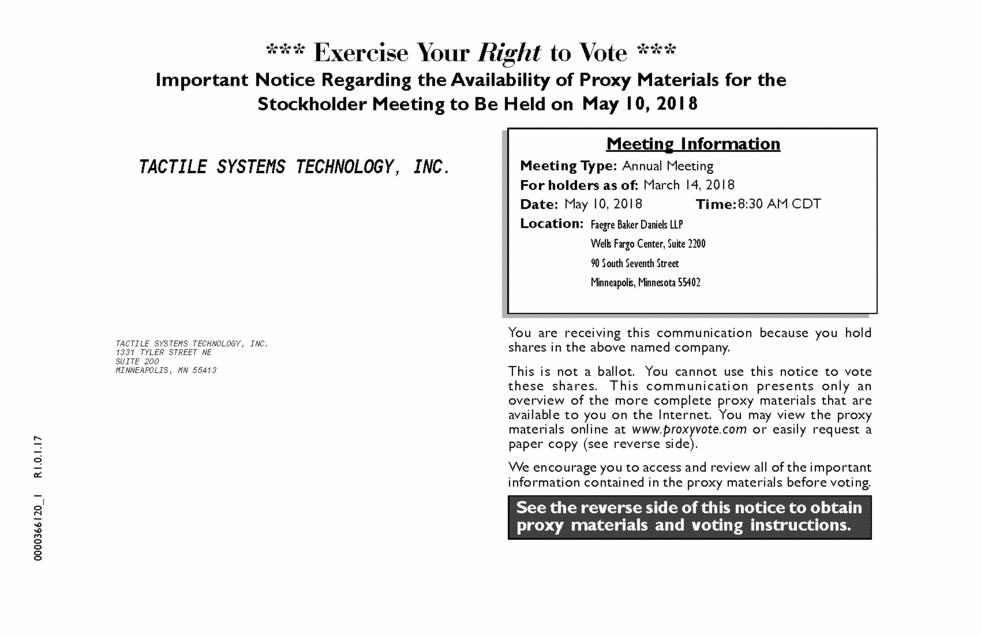 *** Exercise Your Right to Vote ***
Important Notice Regarding the Availability of Proxy Materials for the
Stockholder Meeting to Be Held on May 10, 2018
TACTILE SYSTEMS TECHNOLOGY, INC.
TACTILE SYSTEMS TECHNOLOGY, INC.
1331 TYLER STREET NE
SUITE 200
MINNEAPOLIS, MN 55413
Meeting Information
Meeting Type: Annual Meeting
For holders as of: March 14, 2018
Date: May 10, 2018 Time: 8:30 AM CDT
Location: Faegre Baker Daniels LLP
Wells Fargo Center, Suite 2200
90 South Seventh Street
Minneapolis, Minnesota 55402
You are receiving this communication because you hold
shares in the above named company.
This is not a ballot. You cannot use this notice to vote
these shares. This communication presents only an
overview of the more complete proxy materials that are
available to you on the Internet. You may view the proxy
materials online at www.proxyvote.com or easily request a
paper copy (see reverse side).
We encourage you to access and review all of the important
information contained in the proxy materials before voting.
See the reverse side of this notice to obtain
proxy materials and voting instructions.
0000366120_1 R1.0.1.17